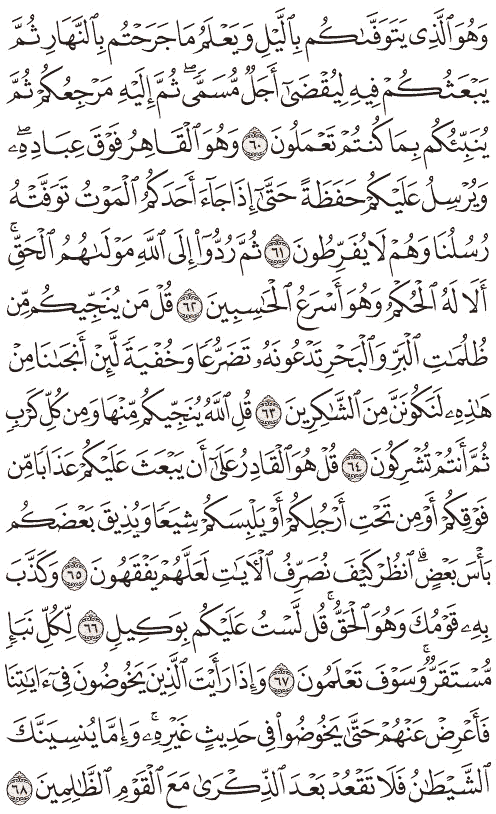 وَهُوَ ٱلَّذِى يَتَوَفَّىٰكُم بِٱلَّيْلِ وَيَعْلَمُ مَا جَرَحْتُم بِٱلنَّهَارِ ثُمَّ
يَبْعَثُكُمْ فِيهِ لِيُقْضَىٰٓ أَجَلٌ مُّسَمًّى ۖ ثُمَّ إِلَيْهِ مَرْجِعُكُمْ ثُمَّ
يُنَبِّئُكُم بِمَا كُنتُمْ تَعْمَلُونَ ٦٠ وَهُوَ ٱلْقَاهِرُ فَوْقَ عِبَادِهِۦ ۖ
وَيُرْسِلُ عَلَيْكُمْ حَفَظَةً حَتَّىٰٓ إِذَا جَآءَ أَحَدَكُمُ ٱلْمَوْتُ تَوَفَّتْهُ
رُسُلُنَا وَهُمْ لَا يُفَرِّطُونَ ٦١ ثُمَّ رُدُّوٓا۟ إِلَى ٱللَّهِ مَوْلَىٰهُمُ ٱلْحَقِّ ۚ
أَلَا لَهُ ٱلْحُكْمُ وَهُوَ أَسْرَعُ ٱلْحَٰسِبِينَ ٦٢ قُلْ مَن يُنَجِّيكُم مِّن
ظُلُمَٰتِ ٱلْبَرِّ وَٱلْبَحْرِ تَدْعُونَهُۥ تَضَرُّعًا وَخُفْيَةً لَّئِنْ أَنجَىٰنَا مِنْ
هَٰذِهِۦ لَنَكُونَنَّ مِنَ ٱلشَّٰكِرِينَ ٦٣ قُلِ ٱللَّهُ يُنَجِّيكُم مِّنْهَا وَمِن كُلِّ كَرْبٍ
ثُمَّ أَنتُمْ تُشْرِكُونَ ٦٤ قُلْ هُوَ ٱلْقَادِرُ عَلَىٰٓ أَن يَبْعَثَ عَلَيْكُمْ عَذَابًا مِّن
فَوْقِكُمْ أَوْ مِن تَحْتِ أَرْجُلِكُمْ أَوْ يَلْبِسَكُمْ شِيَعًا وَيُذِيقَ بَعْضَكُم
بَأْسَ بَعْضٍ ۗ ٱنظُرْ كَيْفَ نُصَرِّفُ ٱلْءَايَٰتِ لَعَلَّهُمْ يَفْقَهُونَ ٦٥ وَكَذَّبَ
بِهِۦ قَوْمُكَ وَهُوَ ٱلْحَقُّ ۚ قُل لَّسْتُ عَلَيْكُم بِوَكِيلٍ ٦٦ لِّكُلِّ نَبَإٍ
مُّسْتَقَرٌّ ۚ وَسَوْفَ تَعْلَمُونَ ٦٧ وَإِذَا رَأَيْتَ ٱلَّذِينَ يَخُوضُونَ فِىٓ ءَايَٰتِنَا
فَأَعْرِضْ عَنْهُمْ حَتَّىٰ يَخُوضُوا۟ فِى حَدِيثٍ غَيْرِهِۦ ۚ وَإِمَّا يُنسِيَنَّكَ
ٱلشَّيْطَٰنُ فَلَا تَقْعُدْ بَعْدَ ٱلذِّكْرَىٰ مَعَ ٱلْقَوْمِ ٱلظَّٰلِمِينَ ٦٨